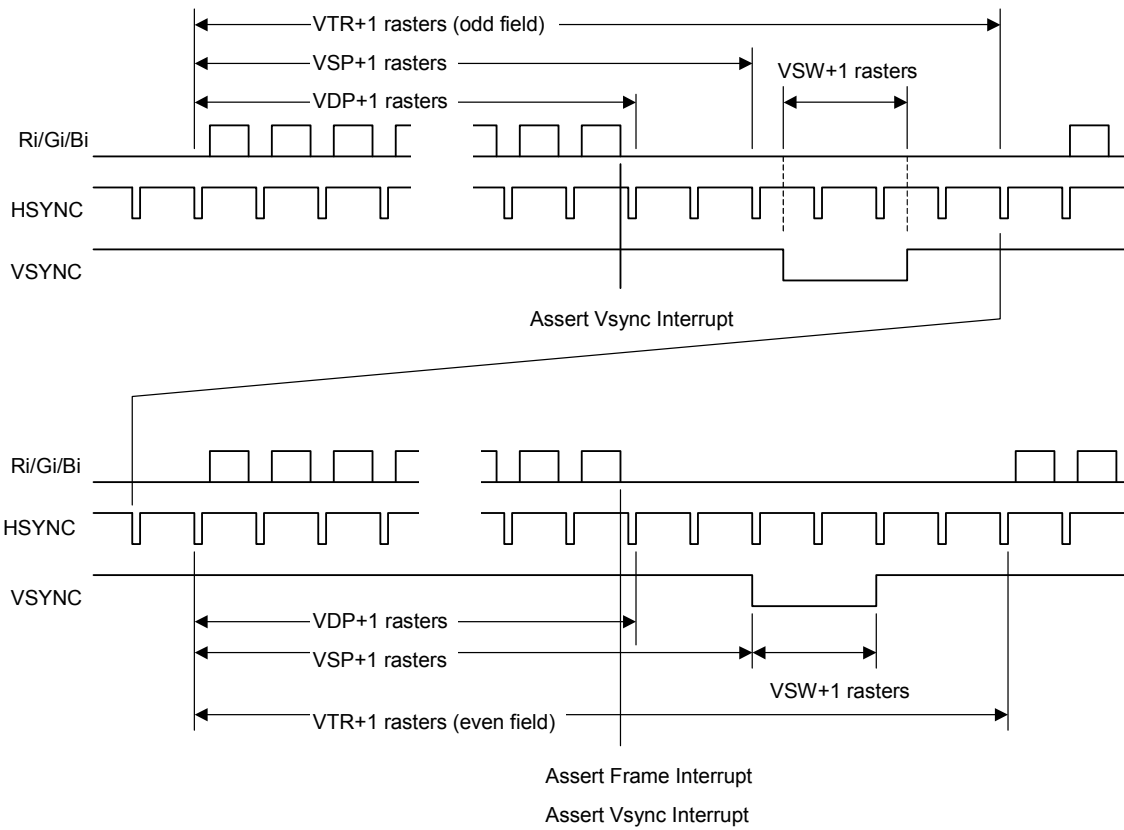 VTR+1 rasters (odd field)
VSP+1 rasters
VSW+1 rasters
VDP+1 rasters
Ri/Gi/Bi
HSYNC
VSYNC
Assert Vsync Interrupt
Ri/Gi/Bi
HSYNC
VSYNC
VDP+1 rasters
VSP+1 rasters
VSW+1 rasters
VTR+1 rasters (even field)
Assert Frame Interrupt
Assert Vsync Interrupt